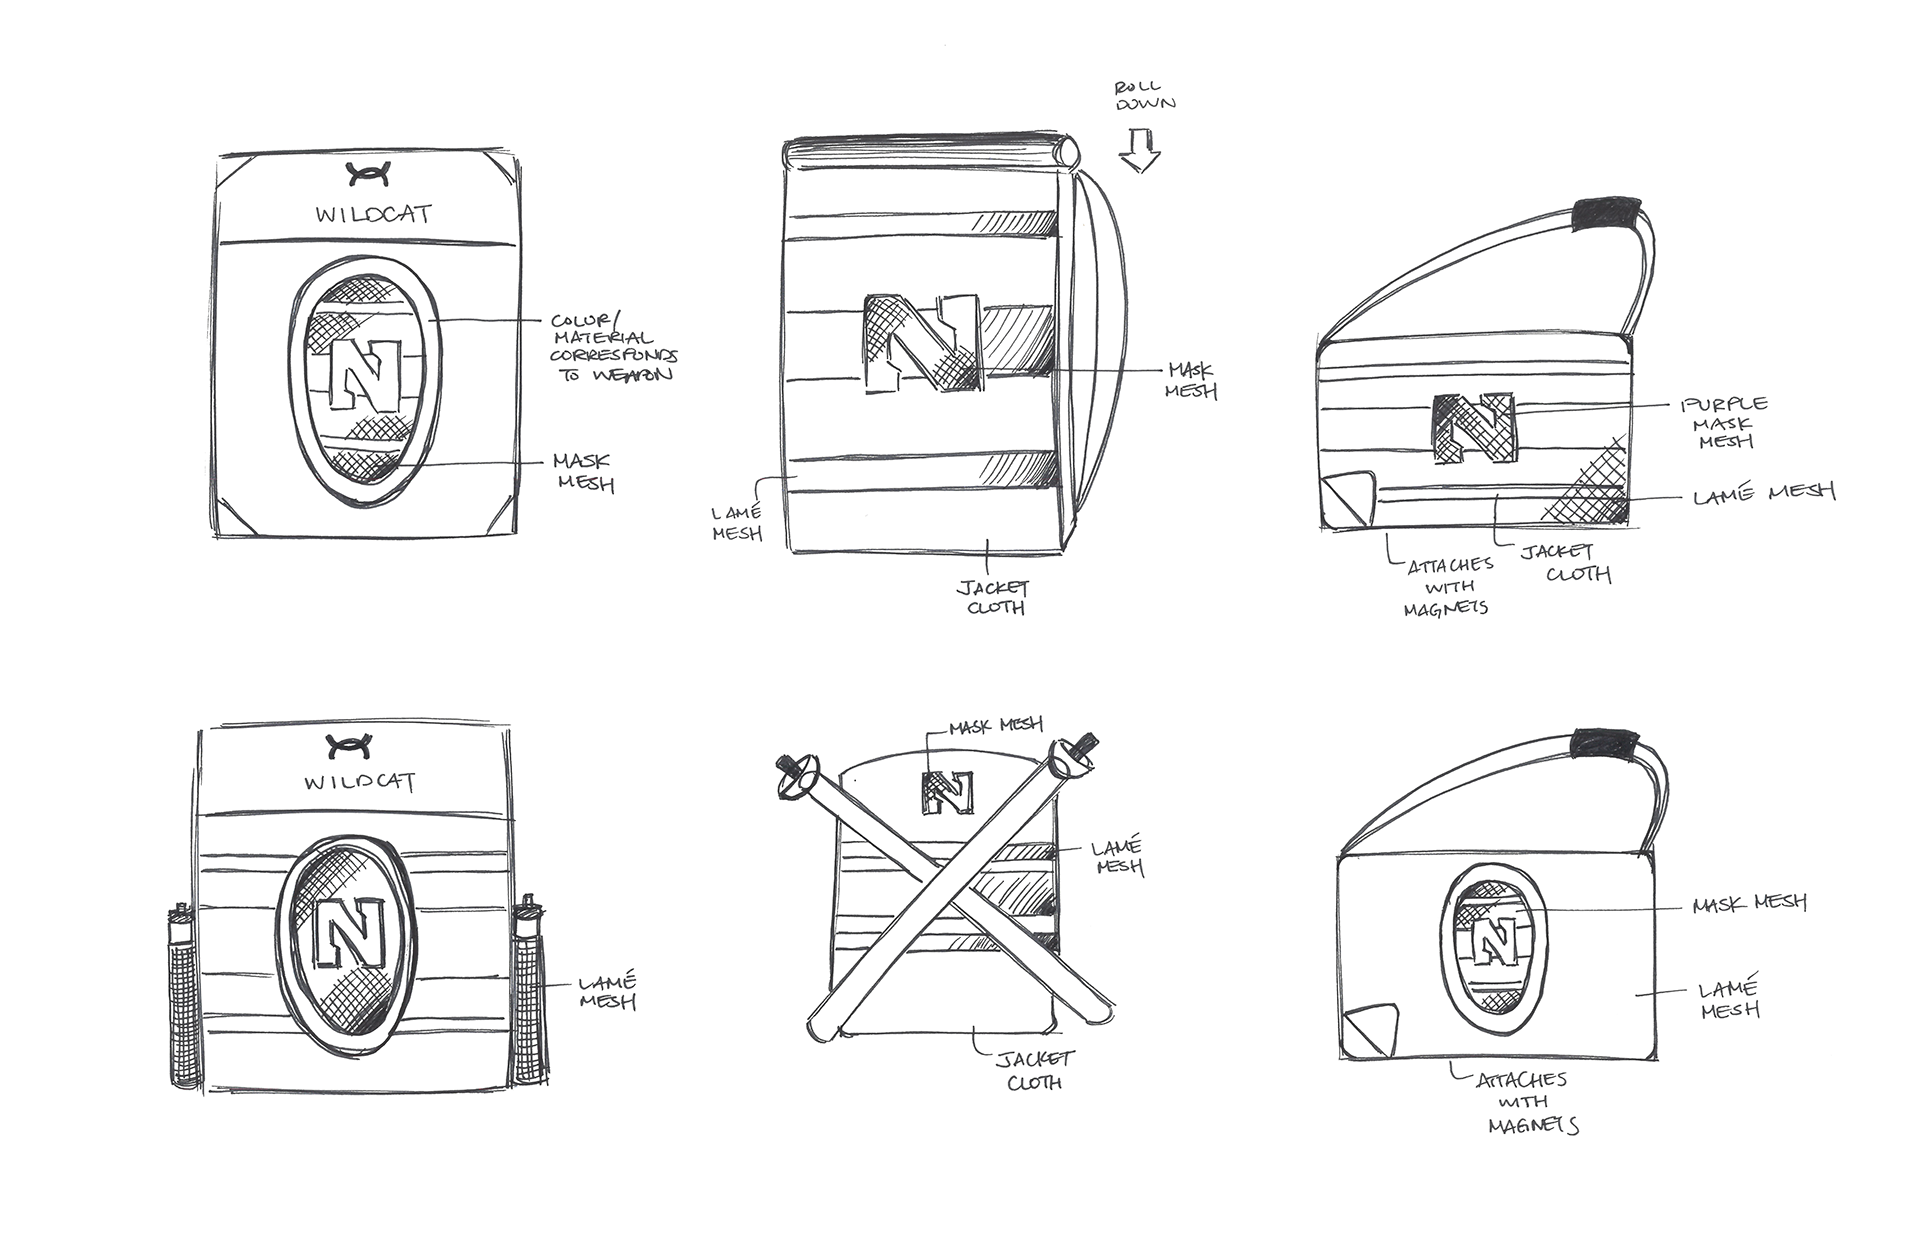 WILDCAT
N
COLOR/
MATERIAL
CORRESPONDS
TO WEAPON
MASK
MESH
ROLL
DOWN
N
MASK
MESH
LAMÉ
MESH
JACKET
CLOTH
N
PURPLE
MASK
MESH
LAMÉ MESH
JACKET
CLOTH
ATTACHES
WITH
MAGNETS
WILDCAT
N
LAMÉ
MESH
MASK MESH
N
LAMÉ
MESH
JACKET
CLOTH
N
MASK MESH
LAMÉ
MESH
ATTACHES
WITH
MAGNETS